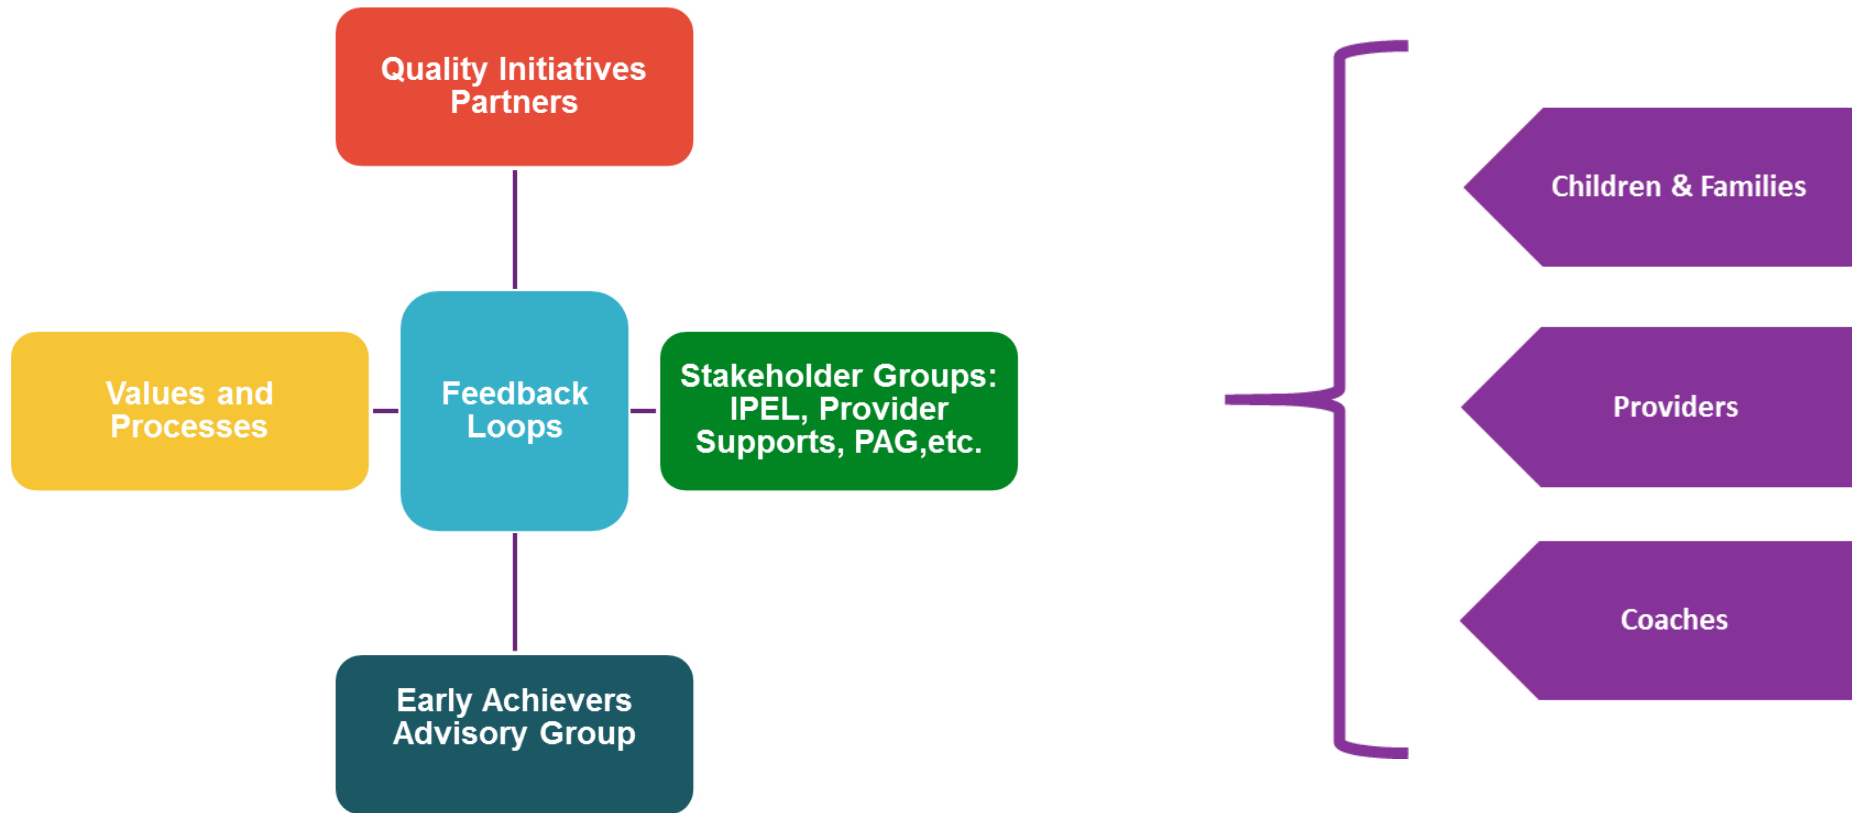 Quality Initiatives
Partners
Values and
Processes
Feedback
Loops
Stakeholder Groups:
IPEL, Provider
Supports, PAG,etc.
Early Achievers
Advisory Group
Children & Families
Providers
Coaches